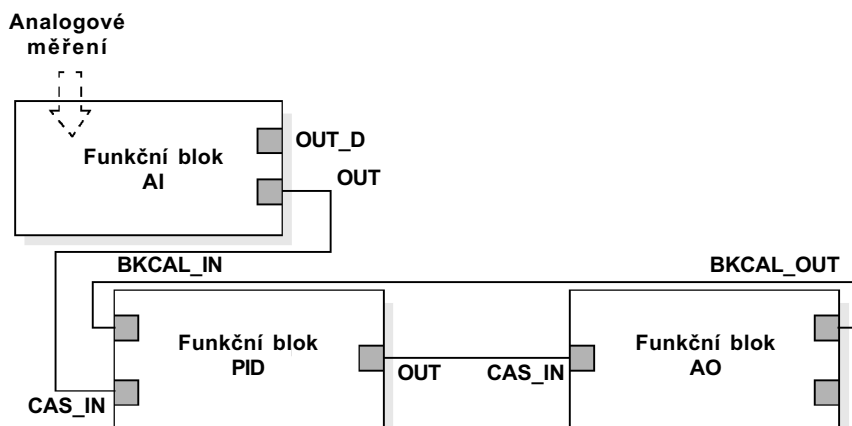 Analogové
měření
Funkční blok
AI
OUT_D
OUT
BKCAL_IN
BKCAL_OUT
Funkční blok
PID
OUT
CAS_IN
Funkční blok
AO
CAS_IN